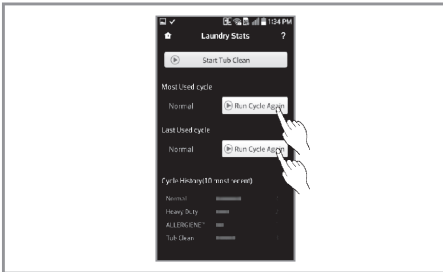 1:34 PM
Laundry Stats ?
Start Tub Clean
Most Used cycle
Normal Run Cycle Again
Last Used cycle
Normal Run Cycle Again
Cycle History(10 most recent)
Normal
Heavy Duty
ALLERGIENE™
Tub Clean